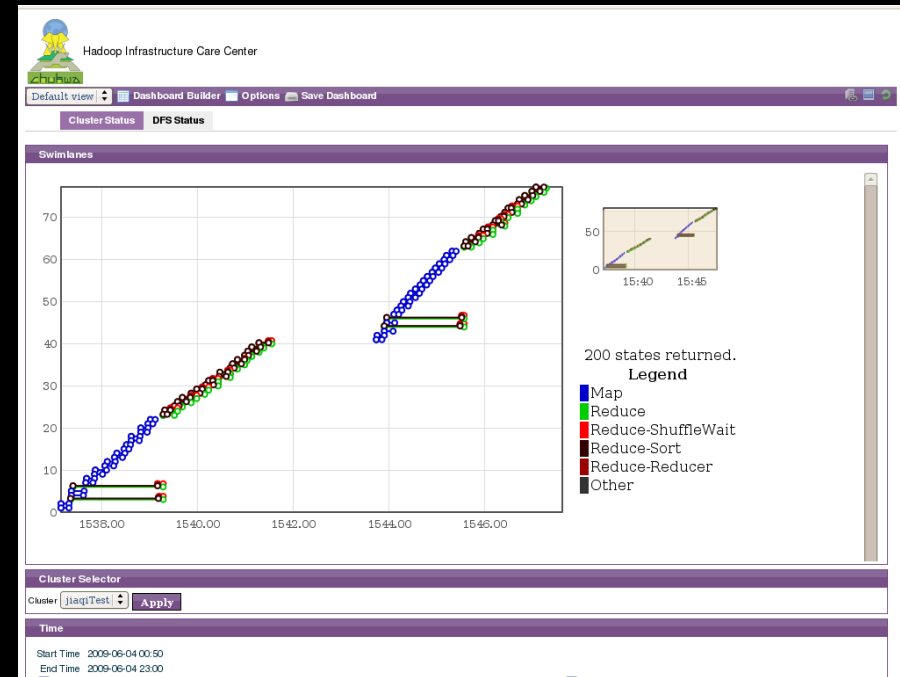 Hadoop Infrastructure Care Center
chukwa
Default view Dashboard Builder Options Save Dashboard
Cluster Status DFS Status
Swimlanes
70
60
50
40
30
20
10
0
1538.00 1540.00 1542.00 1544.00 1546.00
50
0
15:40 15:45
200 states returned.
Legend
Map
Reduce
Reduce-ShuffleWait
Reduce-Sort
Reduce-Reducer
Other
Cluster Selector
Cluster jiaqiTest Apply
Time
Start Time 2009-06-04 00:50
End Time 2009-06-04 23:00